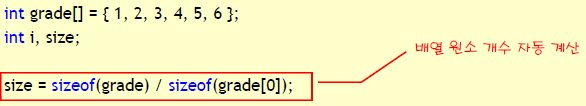 int grade[] = { 1, 2, 3, 4, 5, 6 };
int i, size;
배열 원소 개수 자동 계산
size = sizeof(grade) / sizeof(grade[0]);